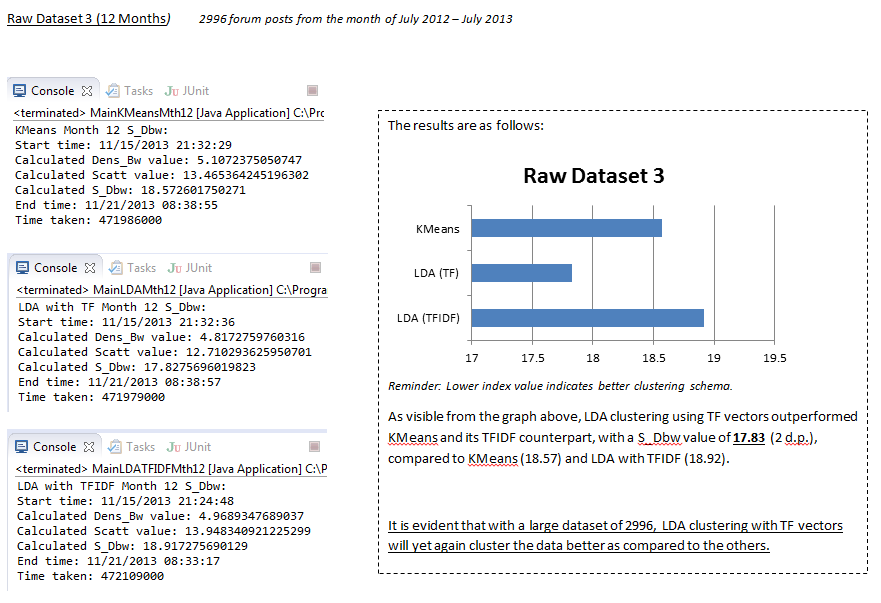 Raw Dataset 3 (12 Months) 2996 forum posts from the month of July 2012 – July 2013
Console Tasks JUnit
<terminated> MainKMeansMth12 [Java Application] C:\Prc
KMeans Month 12 S_Dbw:
Start time: 11/15/2013 21:32:29
Calculated Dens_Bw value: 5.1072375050747
Calculated Scatt value: 13.465364245196302
Calculated S_Dbw: 18.572601750271
End time: 11/21/2013 08:38:55
Time taken: 471986000
Console Tasks JUnit
<terminated> MainLDAMth12 [Java Application] C:\Progra
LDA with TF Month 12 S_Dbw:
Start time: 11/15/2013 21:32:36
Calculated Dens_Bw value: 4.8172759760316
Calculated Scatt value: 12.710293625950701
Calculated S_Dbw: 17.8275696019823
End time: 11/21/2013 08:38:57
Time taken: 471979000
Console Tasks JUnit
<terminated> MainLDATFIDFMth12 [Java Application] C:\P
LDA with TFIDF Month 12 S_Dbw:
Start time: 11/15/2013 21:24:48
Calculated Dens_Bw value: 4.9689347689037
Calculated Scatt value: 13.948340921225299
Calculated S_Dbw: 18.917275690129
End time: 11/21/2013 08:33:17
Time taken: 472109000
The results are as follows:
Raw Dataset 3
KMeans
LDA (TF)
LDA (TFIDF)
17 17.5 18 18.5 19 19.5
Reminder: Lower index value indicates better clustering schema.
As visible from the graph above, LDA clustering using TF vectors outperformed
KMeans and its TFIDF counterpart, with a S_Dbw value of 17.83 (2 d.p.),
compared to KMeans (18.57) and LDA with TFIDF (18.92).
It is evident that with a large dataset of 2996, LDA clustering with TF vectors
will yet again cluster the data better as compared to the others.